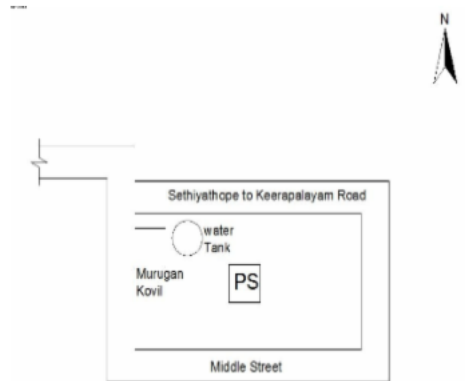 N
Sethiyathope to Keerapalayam Road
water
Tank
Murugan
Kovil
PS
Middle Street